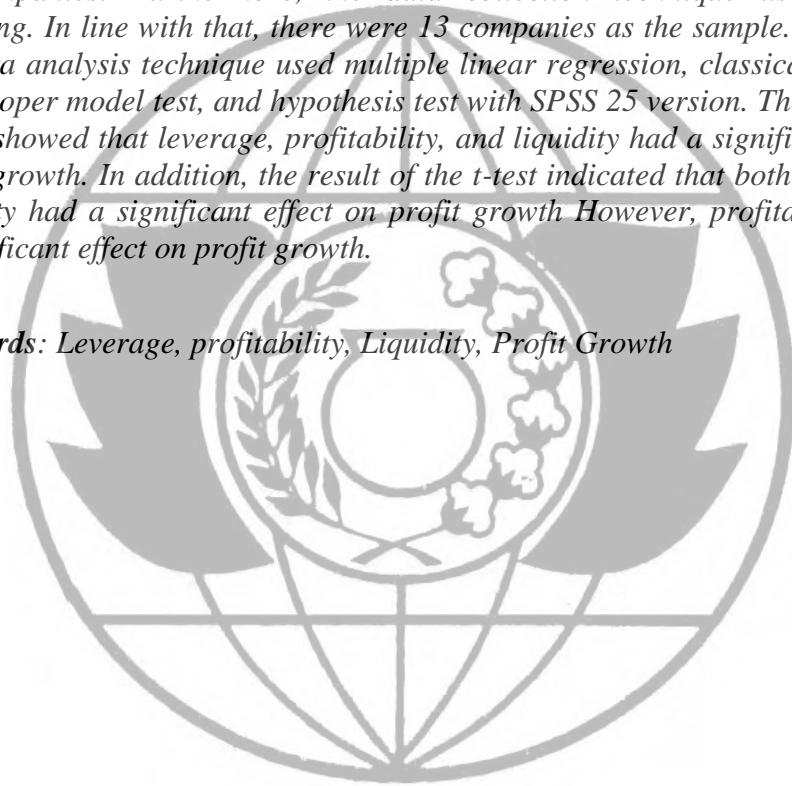 ng. In line with that, there were 13 companies as the sample.
a analysis technique used multiple linear regression, classica
oper model test, and hypothesis test with SPSS 25 version. The
showed that leverage, profitability, and liquidity had a signifi
growth. In addition, the result of the t-test indicated that both
ty had a significant effect on profit growth However, profita
ficant effect on profit growth.
rds: Leverage, profitability, Liquidity, Profit Growth